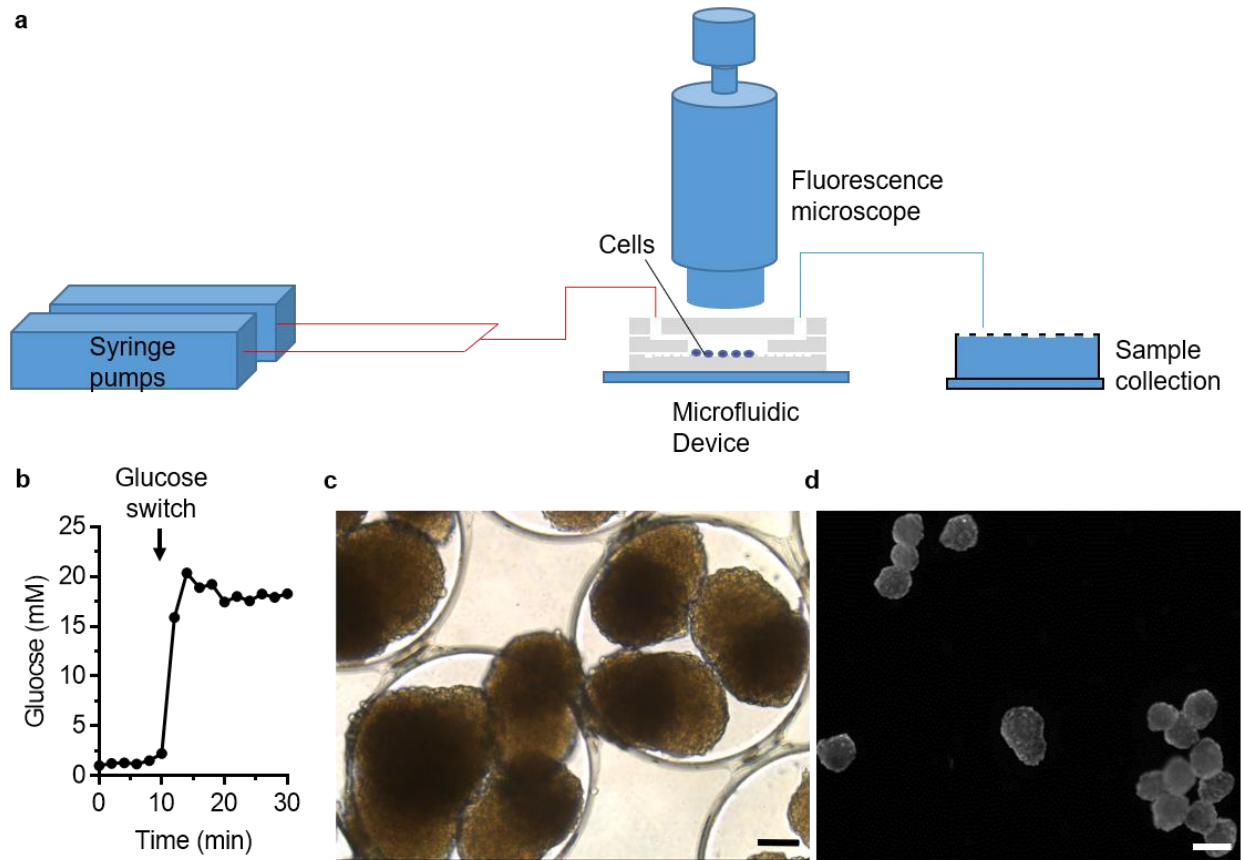 a
Fluorescence
microscope
Cells
Syringe
pumps
Sample
collection
Microfluidic
Device
b
Glucose
switch
25
20
15
10
5
0
Gluocse (mM)
0
10
20
30
Time (min)
c
d